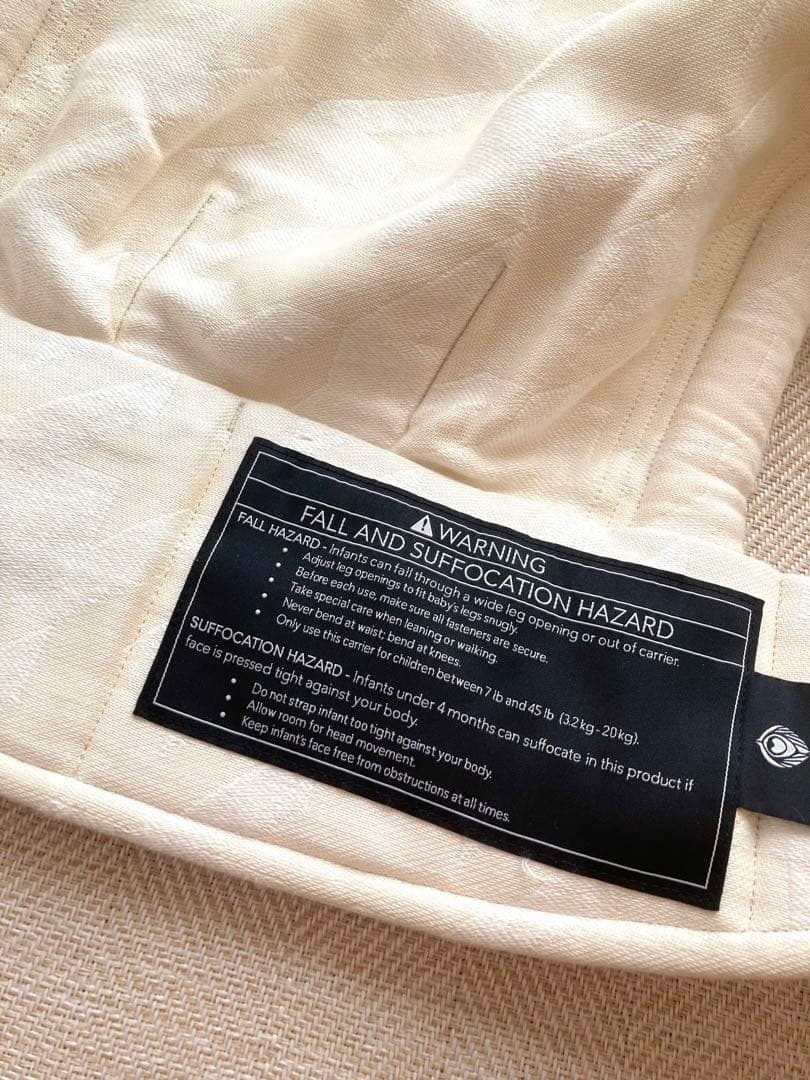 ⚠ WARNING
FALL AND SUFFOCATION HAZARD
FALL HAZARD - Infants can fall through a wide leg opening or out of carrier.
• Adjust leg openings to fit baby's legs snugly.
• Before each use, make sure all fasteners are secure.
• Take special care when leaning or walking.
• Never bend at waist; bend at knees.
• Only use this carrier for children between 7 lb and 45 lb (3.2 kg - 20 kg).
SUFFOCATION HAZARD - Infants under 4 months can suffocate in this product if
face is pressed tight against your body.
• Do not strap infant too tight against your body.
• Allow room for head movement.
• Keep infant's face free from obstructions at all times.